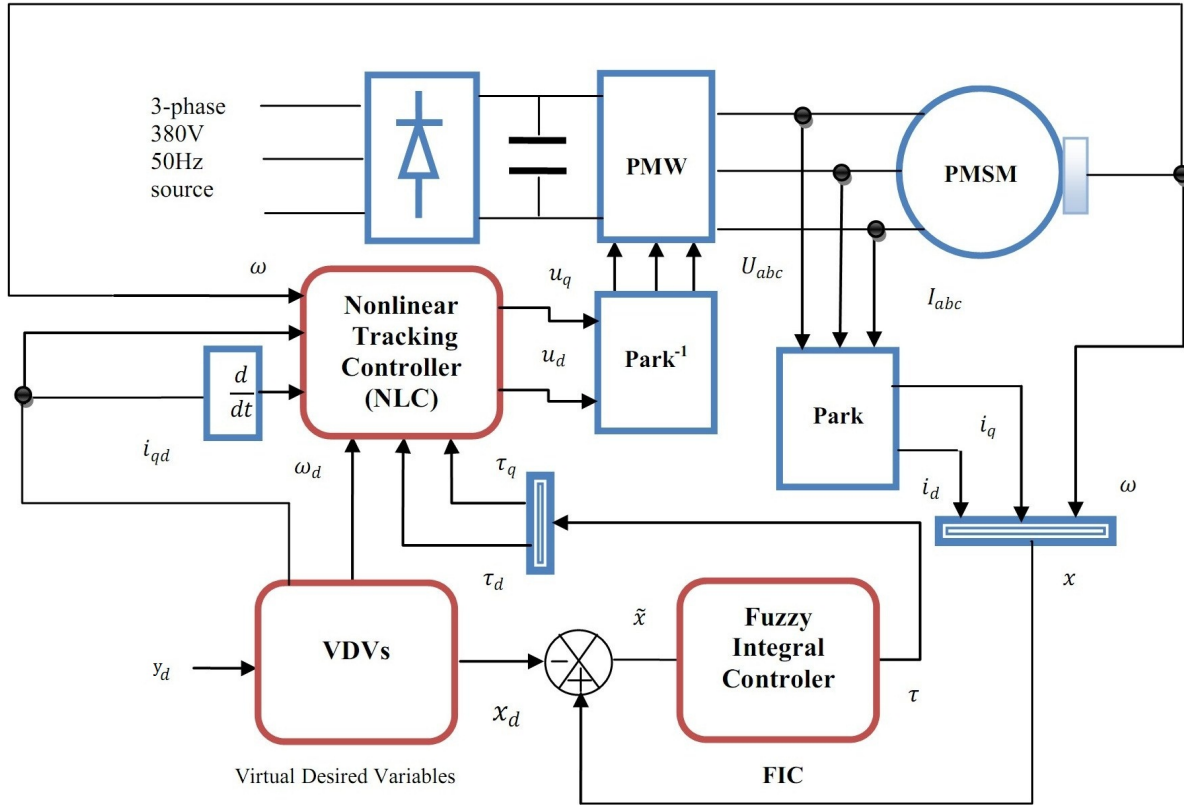 3-phase
380V
50Hz
source
PMW
PMSM
ω
u_q
U_abc
I_abc
Nonlinear
Tracking
Controller
(NLC)
u_d
Park⁻¹
d
dt
Park
i_q
i_qd
ω_d
τ_q
i_d
ω
τ_d
x
VDVs
x̃
Fuzzy
Integral
Controler
y_d
x_d
τ
−
+
Virtual Desired Variables
FIC